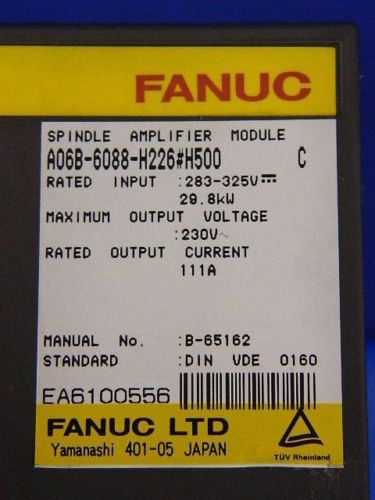 FANUC
SPINDLE AMPLIFIER MODULE
A06B-6088-H226#H500 C
RATED INPUT :283-325V⎓
29.8kW
MAXIMUM OUTPUT VOLTAGE
:230V~
RATED OUTPUT CURRENT
111A
MANUAL No. :B-65162
STANDARD :DIN VDE 0160
EA6100556
FANUC LTD
Yamanashi 401-05 JAPAN
TÜV Rheinland